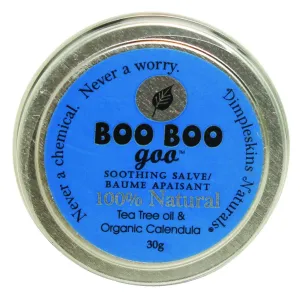 Never a chemical. Never a worry.
Dimpleskins Naturals.
BOO BOO
goo™
SOOTHING SALVE/
BAUME APAISANT
100% Natural
Tea Tree oil &
Organic Calendula
30g